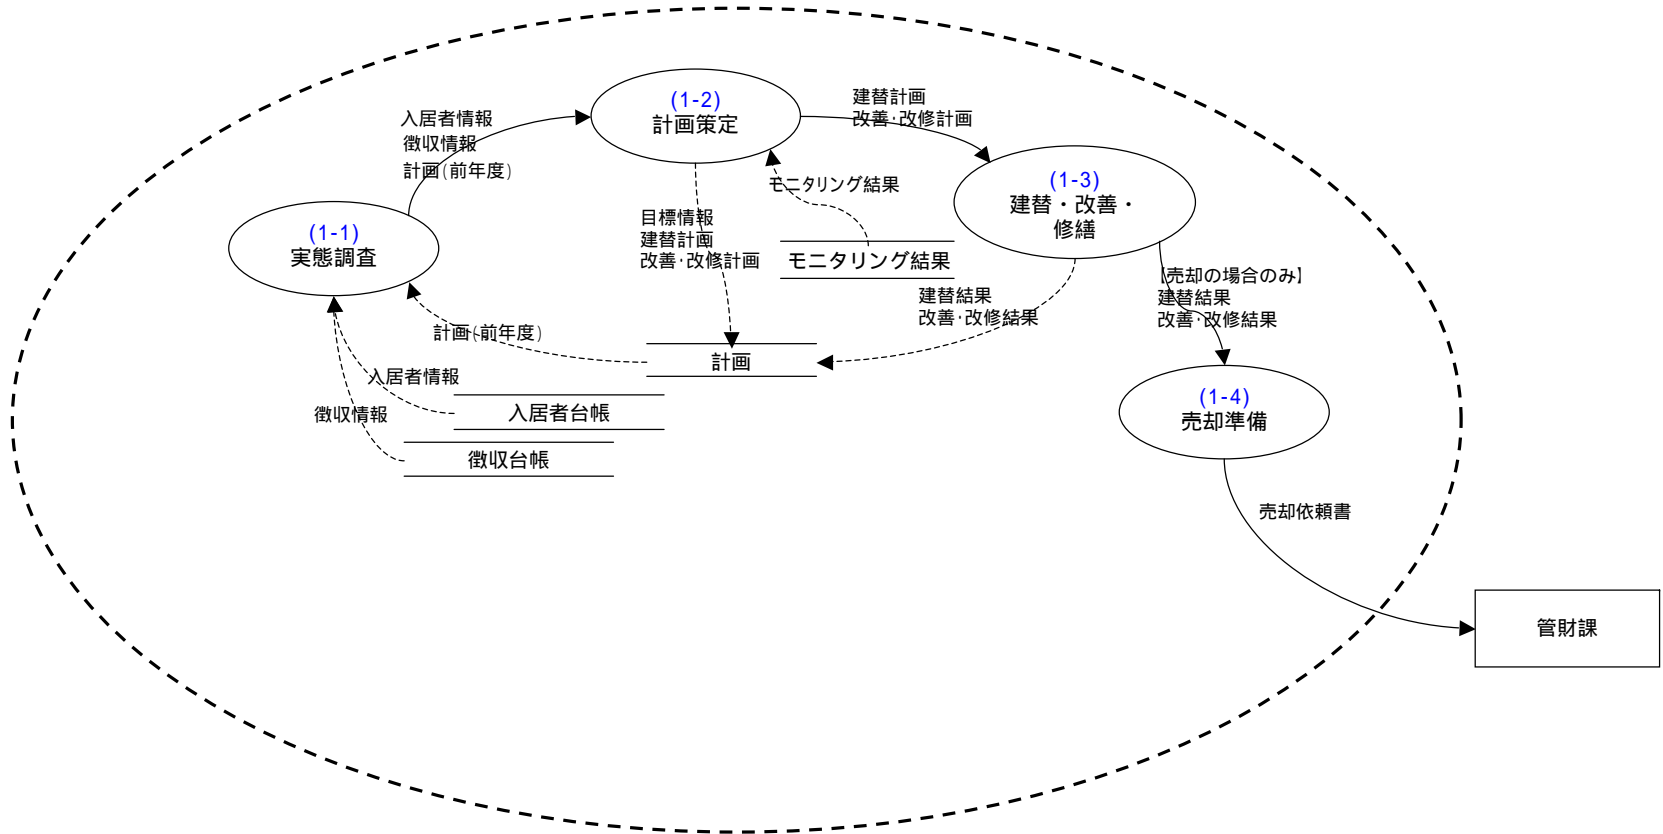 (1-2)
計画策定
建替計画
改善・改修計画
入居者情報
徴収情報
計画(前年度)
(1-3)
建替・改善・
修繕
モニタリング結果
目標情報
建替計画
改善・改修計画
(1-1)
実態調査
モニタリング結果
【売却の場合のみ】
建替結果
改善・改修結果
建替結果
改善・改修結果
計画(前年度)
計画
入居者情報
入居者台帳
徴収情報
徴収台帳
(1-4)
売却準備
売却依頼書
管財課